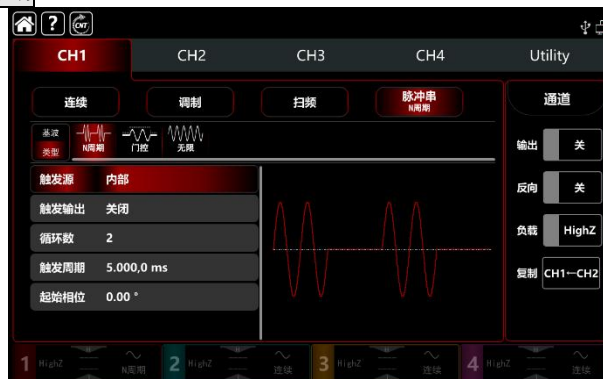 ? CNT
CH1 CH2 CH3 CH4 Utility
连续 调制 扫频 脉冲串 通道
N周期
基波
类型 N周期 门控 无限
输出 关
触发源 内部
反向 关
触发输出 关闭
循环数 2
负载 HighZ
触发周期 5.000,0 ms
复制 CH1←CH2
起始相位 0.00 °
1 HighZ N周期 2 HighZ 连续 3 HighZ 连续 4 HighZ 连续